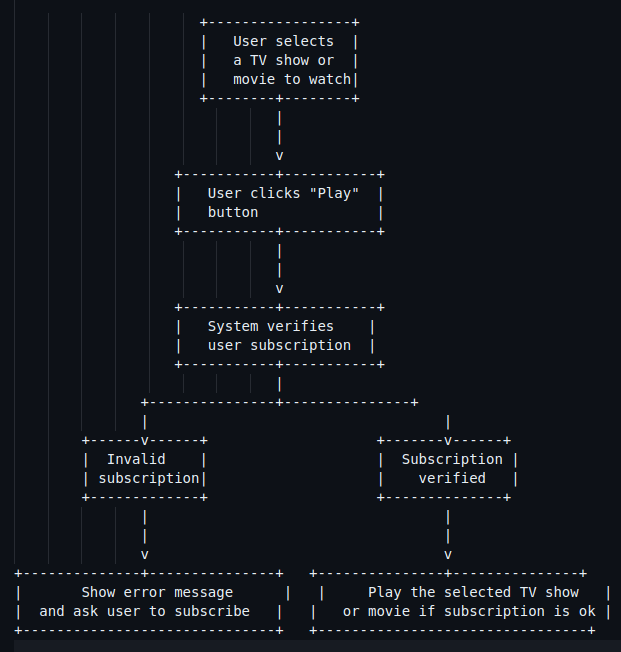 User selects
a TV show or
movie to watch
User clicks "Play"
button
System verifies
user subscription
Invalid
subscription
Subscription
verified
Show error message
and ask user to subscribe
Play the selected TV show
or movie if subscription is ok